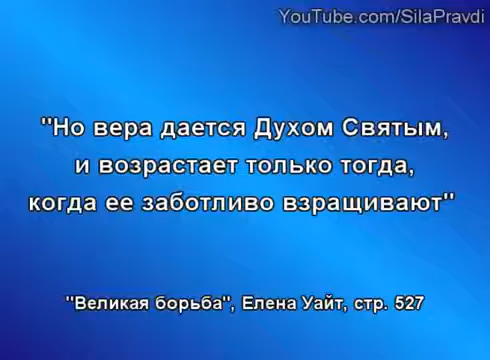 YouTube.com/SilaPravdi
"Но вера дается Духом Святым,
и возрастает только тогда,
когда ее заботливо взращивают"
"Великая борьба", Елена Уайт, стр. 527